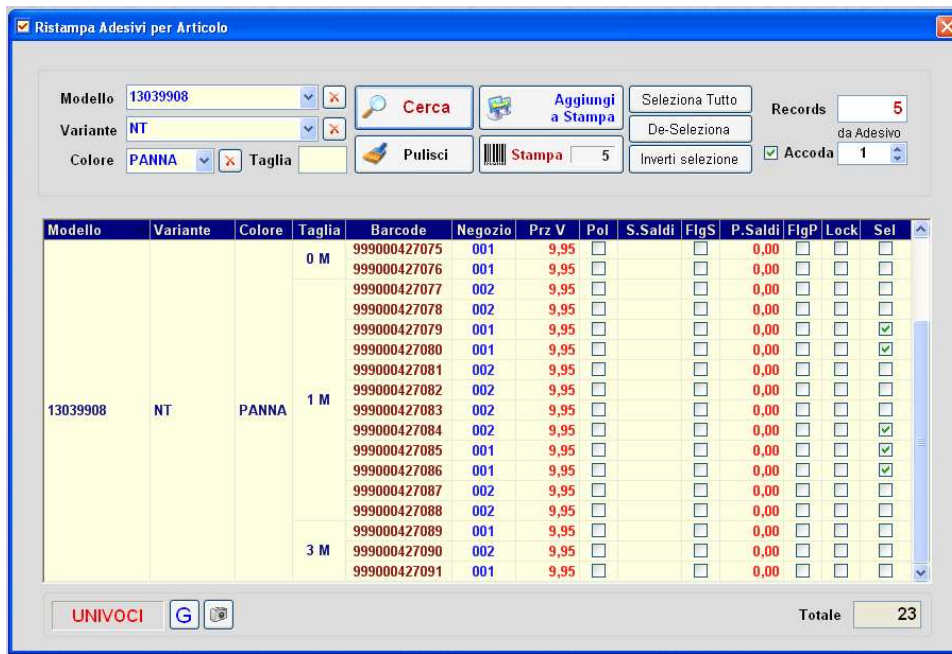 Ristampa Adesivi per Articolo
Modello 13039908 Cerca Aggiungi a Stampa Seleziona Tutto Records 5
Variante NT De-Seleziona da Adesivo
Colore PANNA Taglia Pulisci Stampa 5 Inverti selezione Accoda 1
Modello Variante Colore Taglia Barcode Negozio Prz V Pol S.Saldi FlgS P.Saldi FlgP Lock Sel
999000427075 001 9,95 0,00
0 M
999000427076 001 9,95 0,00
999000427077 002 9,95 0,00
999000427078 002 9,95 0,00
999000427079 001 9,95 0,00
999000427080 001 9,95 0,00
999000427081 002 9,95 0,00
999000427082 002 9,95 0,00
1 M
13039908 NT PANNA 999000427083 002 9,95 0,00
999000427084 002 9,95 0,00
999000427085 001 9,95 0,00
999000427086 001 9,95 0,00
999000427087 002 9,95 0,00
999000427088 002 9,95 0,00
999000427089 001 9,95 0,00
3 M 999000427090 002 9,95 0,00
999000427091 001 9,95 0,00
UNIVOCI G Totale 23